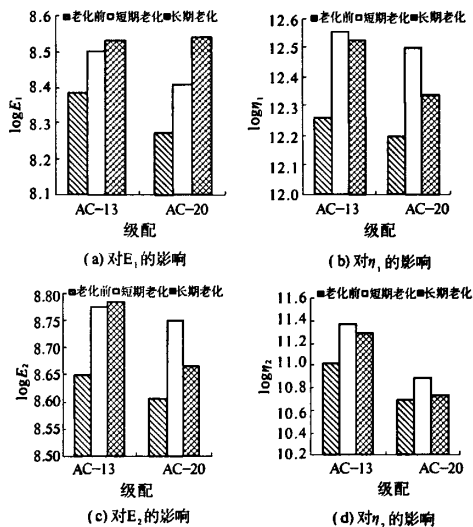 老化前 短期老化 长期老化
老化前 短期老化 长期老化
logE₁
8.6
8.5
8.4
8.3
8.2
8.1
AC-13 AC-20
级配
(a) 对E₁的影响
logη₁
12.6
12.5
12.4
12.3
12.2
12.1
12.0
AC-13 AC-20
级配
(b) 对η₁的影响
老化前 短期老化 长期老化
老化前 短期老化 长期老化
logE₂
8.80
8.75
8.70
8.65
8.60
8.55
8.50
AC-13 AC-20
级配
(c) 对E₂的影响
logη₂
11.6
11.4
11.2
11.0
10.8
10.6
10.4
10.2
AC-13 AC-20
级配
(d) 对η₂的影响